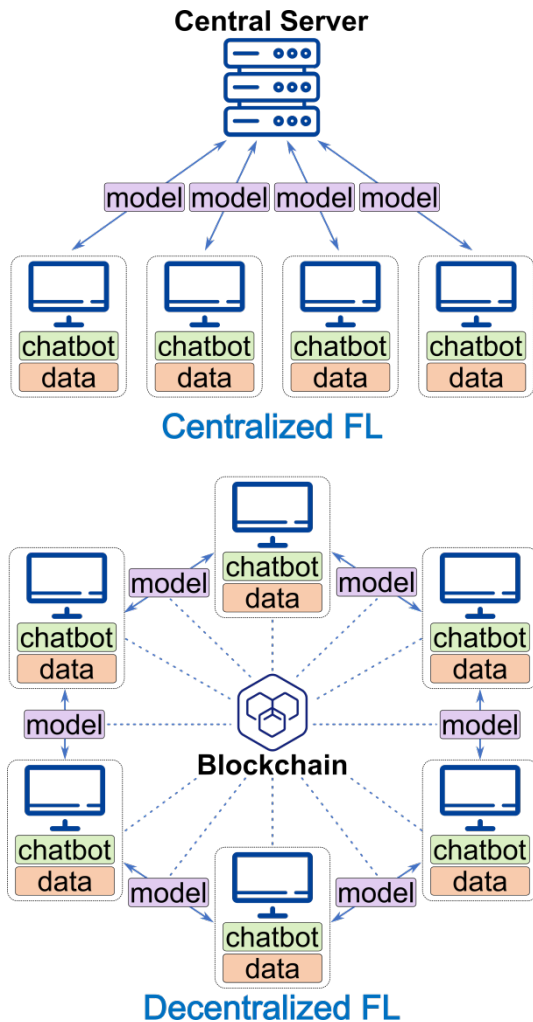 Central Server
model model model model
chatbot chatbot chatbot chatbot
data data data data
Centralized FL
chatbot
model model
data
chatbot chatbot
data data
model model
Blockchain
chatbot chatbot
data data
model model
chatbot
data
Decentralized FL